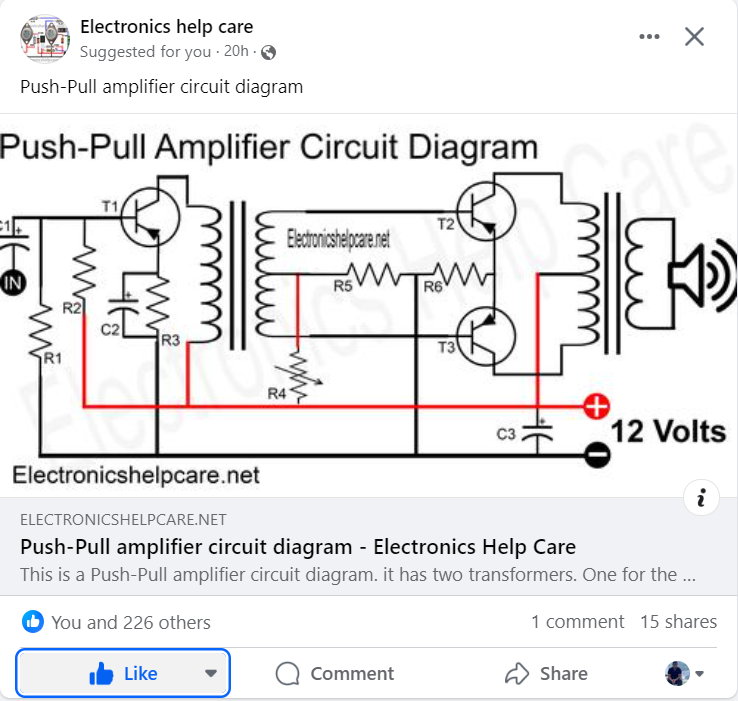 Electronics help care
Suggested for you · 20h ·
Push-Pull amplifier circuit diagram
Push-Pull Amplifier Circuit Diagram
T1
T2
Electronicshelpcare.net
IN
R5
R6
R2
C2
R3
R1
T3
R4
C3
12 Volts
Electronicshelpcare.net
Electronics Help Care
ELECTRONICSHELPCARE.NET
Push-Pull amplifier circuit diagram - Electronics Help Care
This is a Push-Pull amplifier circuit diagram. it has two transformers. One for the ...
You and 226 others
1 comment 15 shares
Like
Comment
Share